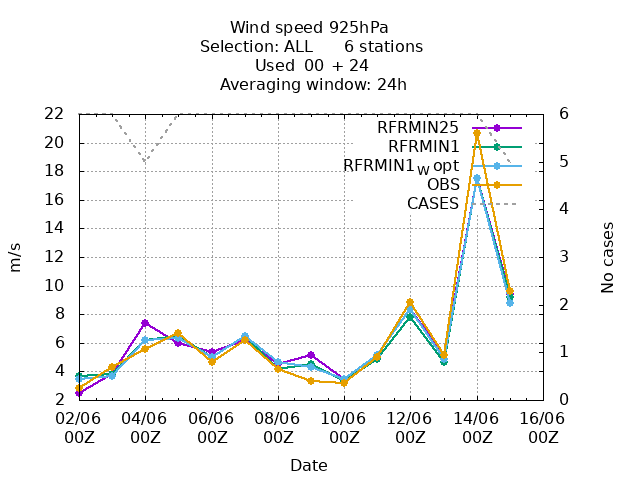 Wind speed 925hPa
Selection: ALL 6 stations
Used 00 + 24
Averaging window: 24h
RFRMIN25
RFRMIN1
RFRMIN1W opt
OBS
CASES
22
20
18
16
14
12
10
8
6
4
2
6
5
4
3
2
1
0
m/s
No cases
02/06 04/06 06/06 08/06 10/06 12/06 14/06 16/06
00Z 00Z 00Z 00Z 00Z 00Z 00Z 00Z
Date